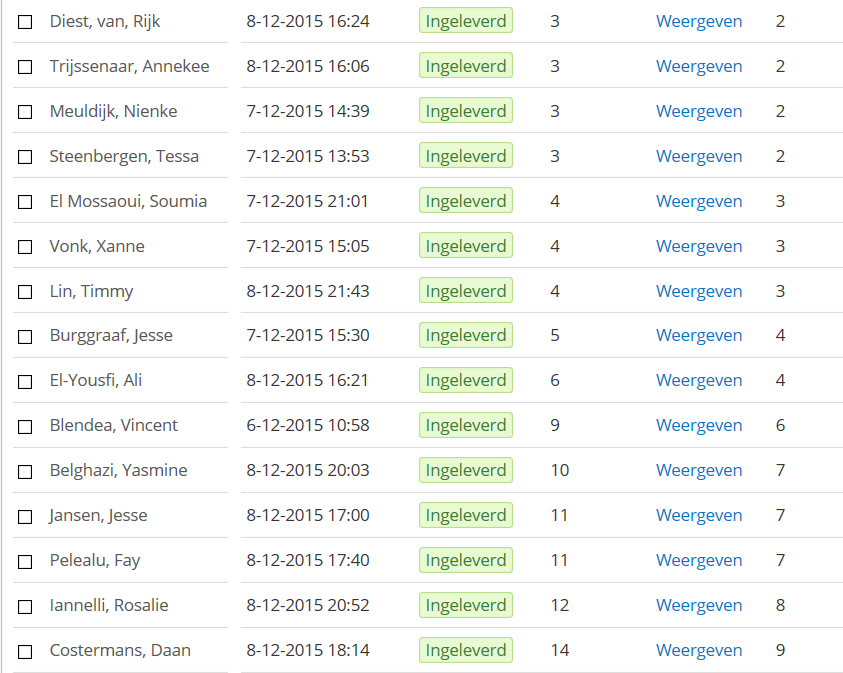 Diest, van, Rijk 8-12-2015 16:24 Ingeleverd 3 Weergeven 2
Trijssenaar, Annekee 8-12-2015 16:06 Ingeleverd 3 Weergeven 2
Meuldijk, Nienke 7-12-2015 14:39 Ingeleverd 3 Weergeven 2
Steenbergen, Tessa 7-12-2015 13:53 Ingeleverd 3 Weergeven 2
El Mossaoui, Soumia 7-12-2015 21:01 Ingeleverd 4 Weergeven 3
Vonk, Xanne 7-12-2015 15:05 Ingeleverd 4 Weergeven 3
Lin, Timmy 8-12-2015 21:43 Ingeleverd 4 Weergeven 3
Burggraaf, Jesse 7-12-2015 15:30 Ingeleverd 5 Weergeven 4
El-Yousfi, Ali 8-12-2015 16:21 Ingeleverd 6 Weergeven 4
Blendea, Vincent 6-12-2015 10:58 Ingeleverd 9 Weergeven 6
Belghazi, Yasmine 8-12-2015 20:03 Ingeleverd 10 Weergeven 7
Jansen, Jesse 8-12-2015 17:00 Ingeleverd 11 Weergeven 7
Pelealu, Fay 8-12-2015 17:40 Ingeleverd 11 Weergeven 7
Iannelli, Rosalie 8-12-2015 20:52 Ingeleverd 12 Weergeven 8
Costermans, Daan 8-12-2015 18:14 Ingeleverd 14 Weergeven 9